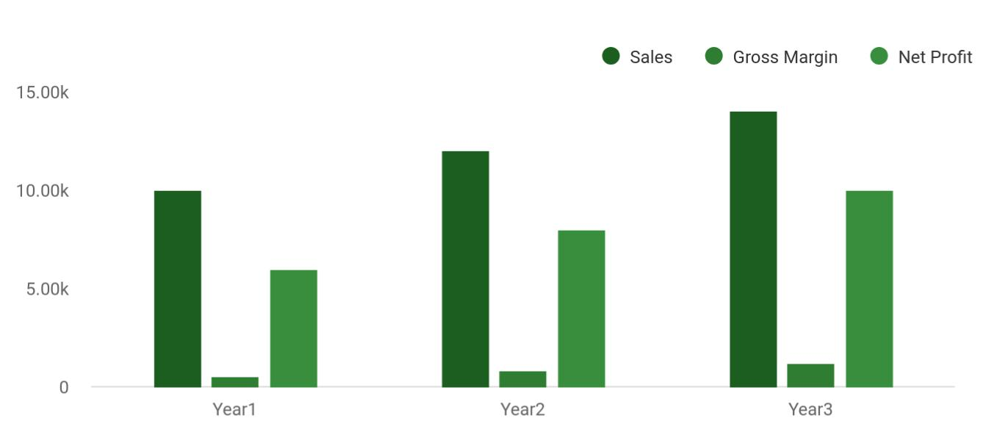 Sales Gross Margin Net Profit
15.00k
10.00k
5.00k
0
Year1 Year2 Year3